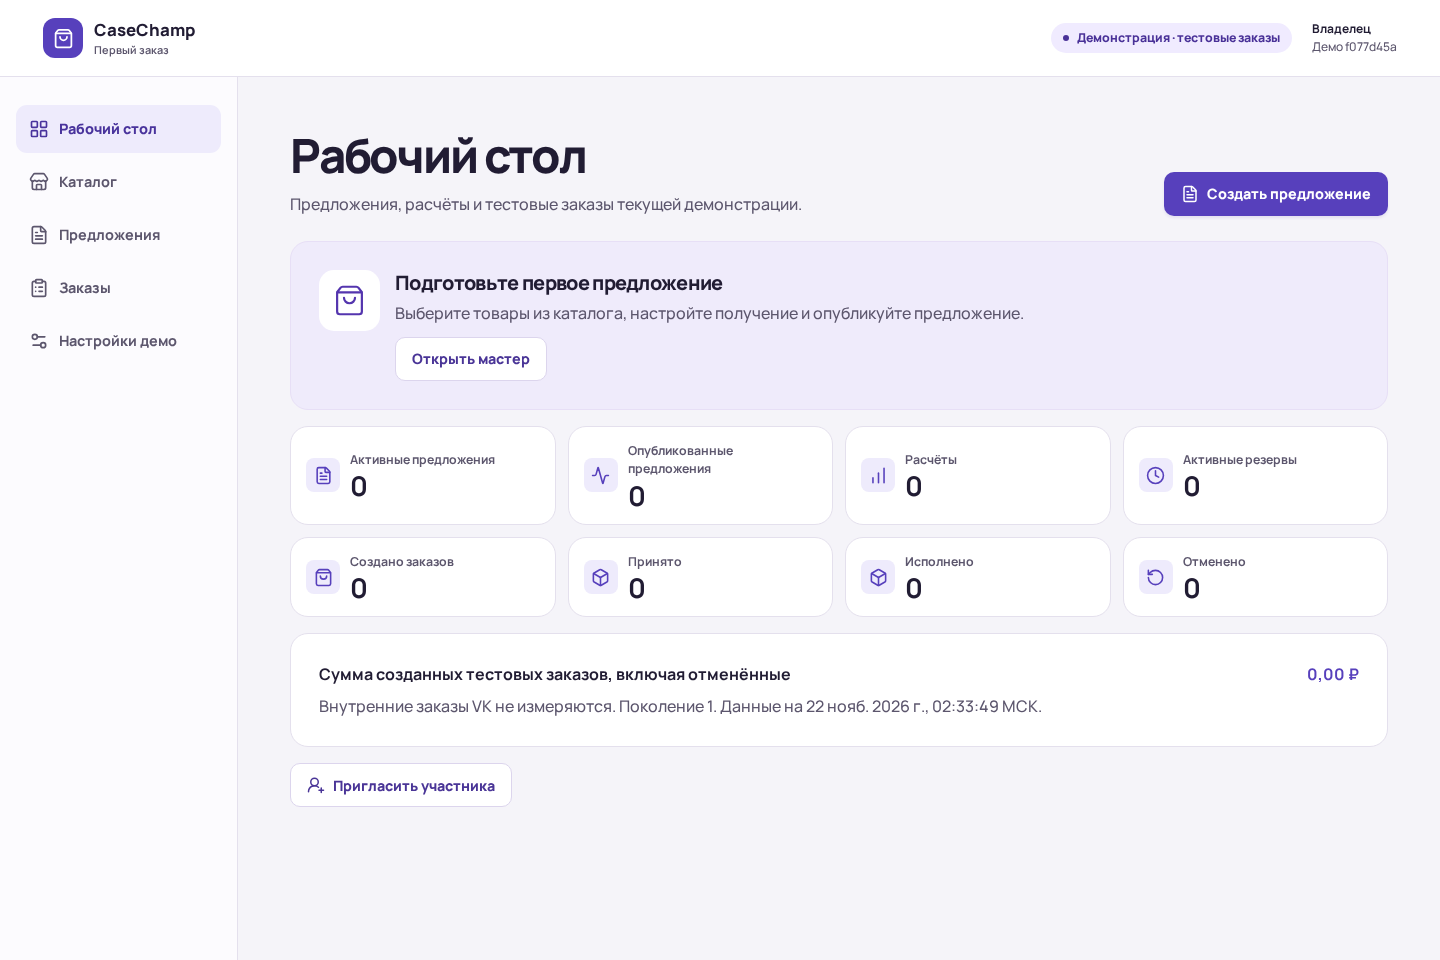 CaseChamp
Первый заказ
Демонстрация · тестовые заказы
Владелец
Демо f077d45a
Рабочий стол
Каталог
Предложения
Заказы
Настройки демо
Рабочий стол
Предложения, расчёты и тестовые заказы текущей демонстрации.
Создать предложение
Подготовьте первое предложение
Выберите товары из каталога, настройте получение и опубликуйте предложение.
Открыть мастер
Активные предложения
0
Опубликованные
предложения
0
Расчёты
0
Активные резервы
0
Создано заказов
0
Принято
0
Исполнено
0
Отменено
0
Сумма созданных тестовых заказов, включая отменённые
0,00 ₽
Внутренние заказы VK не измеряются. Поколение 1. Данные на 22 нояб. 2026 г., 02:33:49 МСК.
Пригласить участника